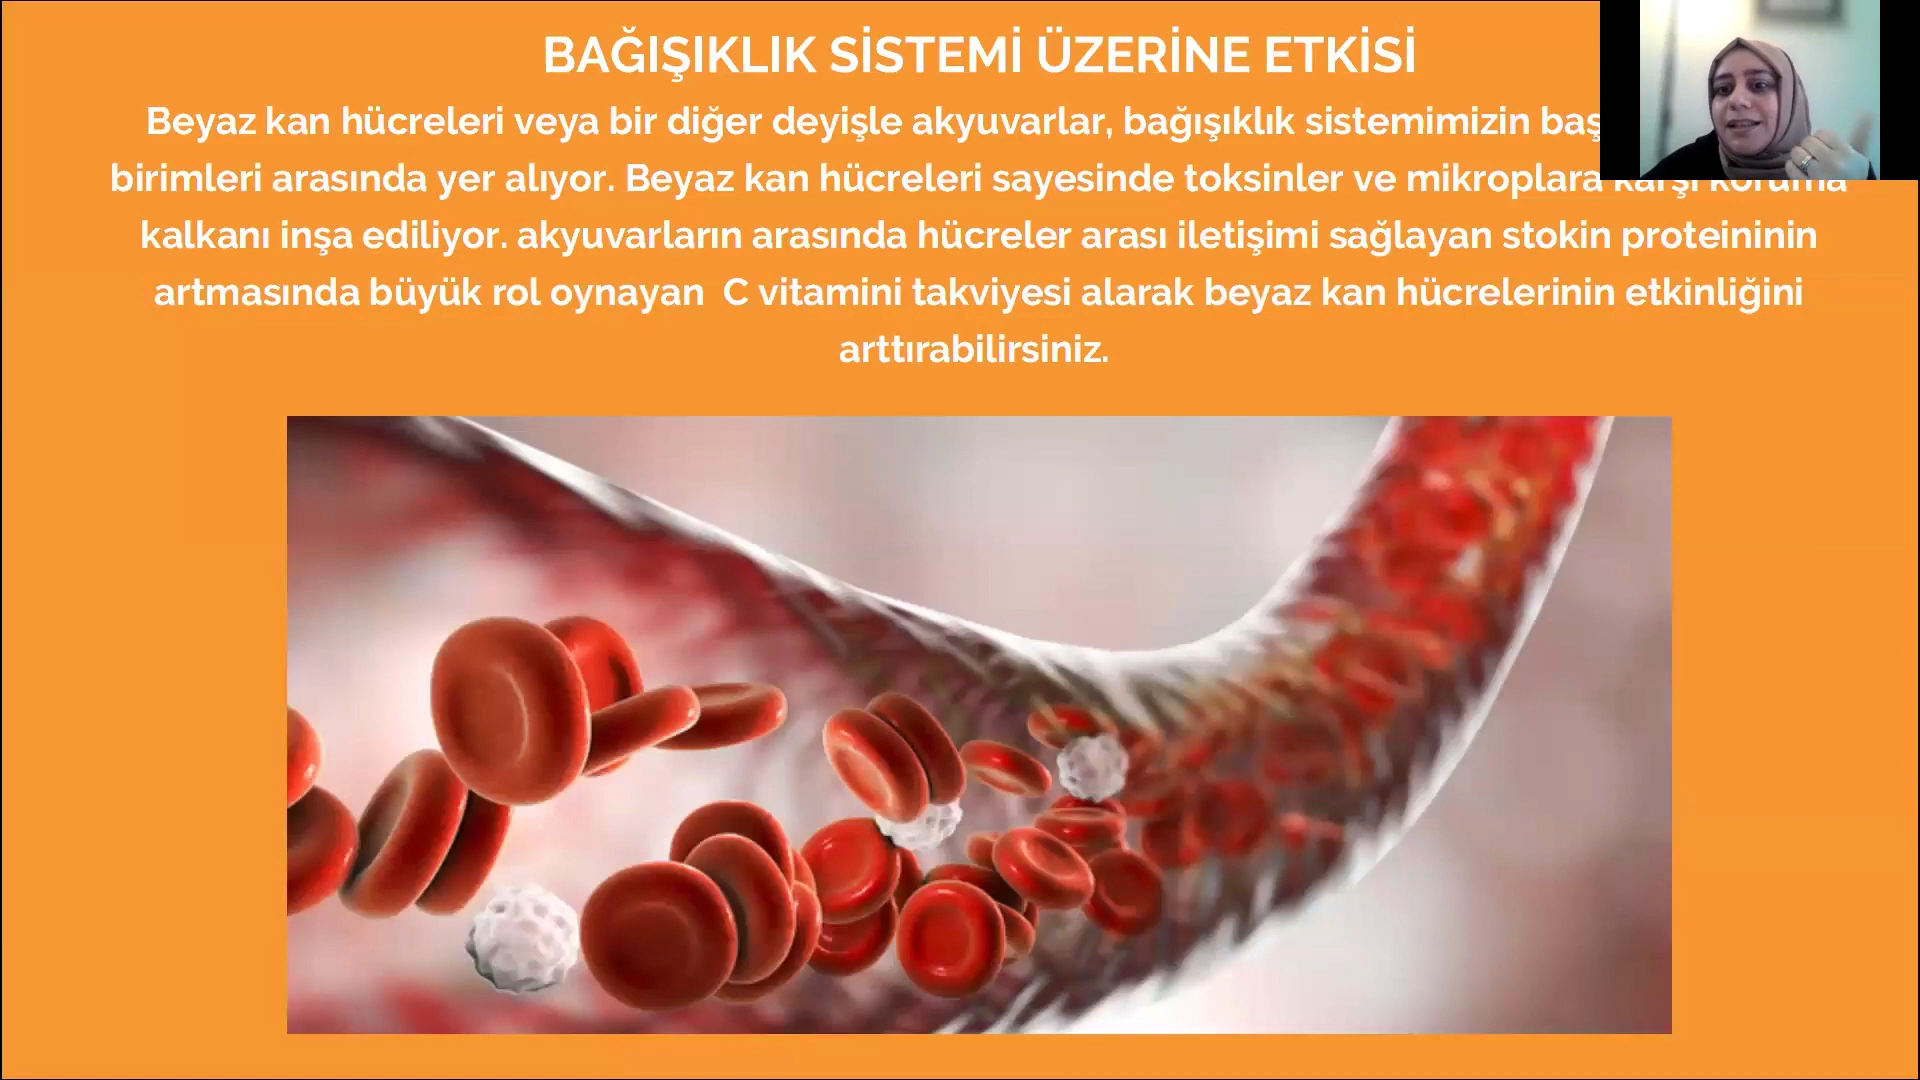 BAĞIŞIKLIK SİSTEMİ ÜZERİNE ETKİSİ
Beyaz kan hücreleri veya bir diğer deyişle akyuvarlar, bağışıklık sistemimizin
birimleri arasında yer alıyor. Beyaz kan hücreleri sayesinde toksinler ve mikroplara karşı koruma
kalkanı inşa ediliyor. akyuvarların arasında hücreler arası iletişimi sağlayan stokin proteininin
artmasında büyük rol oynayan C vitamini takviyesi alarak beyaz kan hücrelerinin etkinliğini
arttırabilirsiniz.